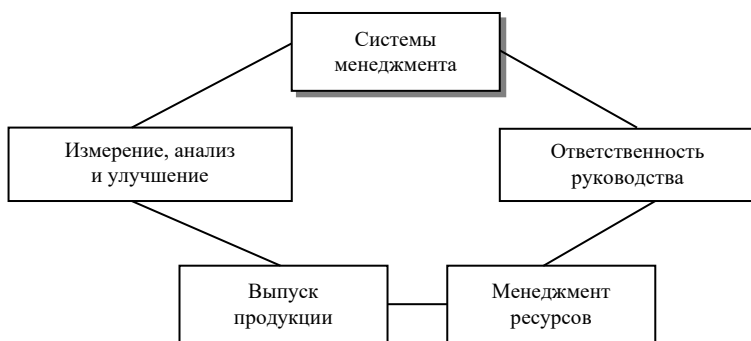 Системы
менеджмента
Измерение, анализ
и улучшение
Ответственность
руководства
Выпуск
продукции
Менеджмент
ресурсов